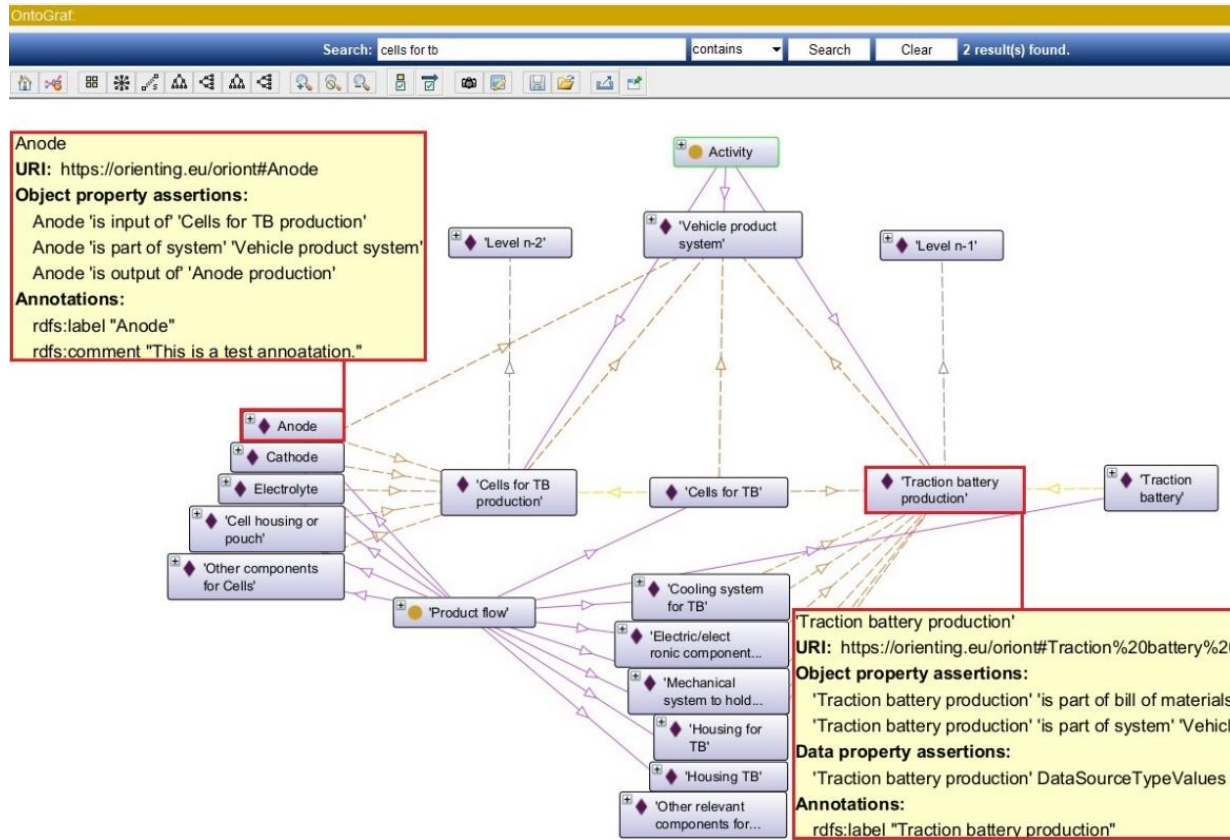 OntoGraf:
Search: cells for tb contains Search Clear 2 result(s) found.
Anode
URI: https://orienting.eu/oriont#Anode
Object property assertions:
Anode 'is input of' 'Cells for TB production'
Anode 'is part of system' 'Vehicle product system'
Anode 'is output of' 'Anode production'
Annotations:
rdfs:label "Anode"
rdfs:comment "This is a test annoatation."
Activity
'Level n-2'
'Vehicle product
system'
'Level n-1'
Anode
Cathode
Electrolyte
'Cell housing or
pouch'
'Other components
for Cells'
'Cells for TB
production'
'Cells for TB'
'Traction battery
production'
'Traction
battery'
'Product flow'
'Cooling system
for TB'
'Electric/elect
ronic component...
'Mechanical
system to hold...
'Housing for
TB'
'Housing TB'
'Other relevant
components for...
'Traction battery production'
URI: https://orienting.eu/oriont#Traction%20battery%2
Object property assertions:
'Traction battery production' 'is part of bill of materials
'Traction battery production' 'is part of system' 'Vehicl
Data property assertions:
'Traction battery production' DataSourceTypeValues
Annotations:
rdfs:label "Traction battery production"